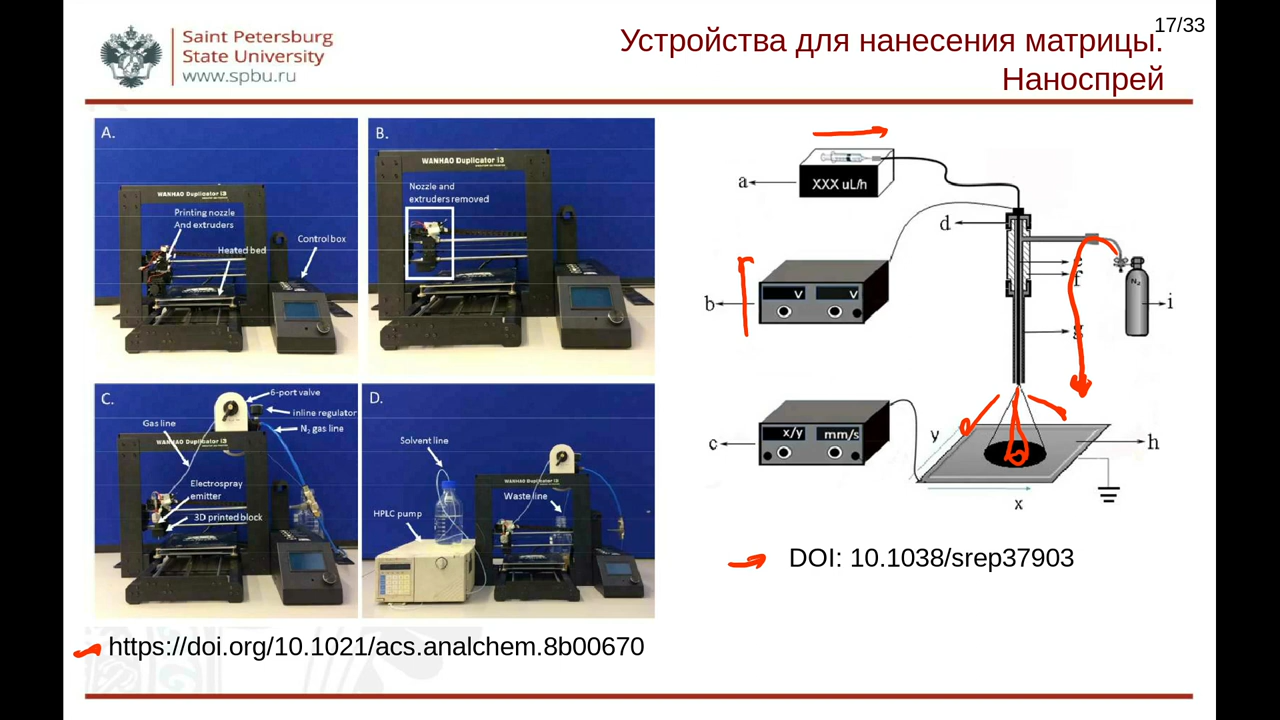 17/33
Saint Petersburg
State University
www.spbu.ru
Устройства для нанесения матрицы.
Наноспрей
A.
WANHAO Duplicator i3
Printing nozzle
And extruders
Heated bed
Control box
B.
WANHAO Duplicator i3
Nozzle and
extruders removed
C.
6-port valve
inline regulator
Gas line
N2 gas line
WANHAO Duplicator i3
Electrospray
emitter
3D printed block
D.
Solvent line
WANHAO Duplicator i3
Waste line
HPLC pump
a
XXX uL/h
d
e
f
N2
i
b
V V
g
c
x/y mm/s
y
h
x
DOI: 10.1038/srep37903
https://doi.org/10.1021/acs.analchem.8b00670